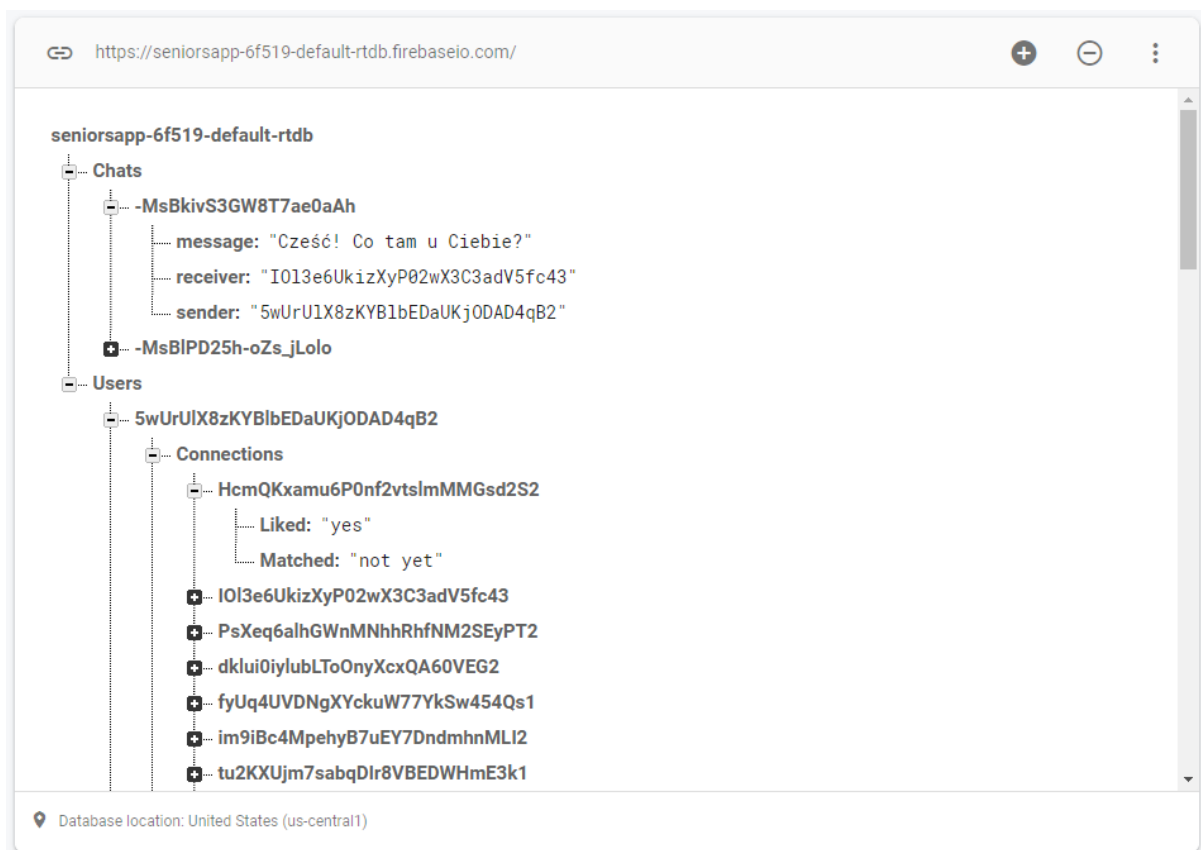 https://seniorsapp-6f519-default-rtdb.firebaseio.com/
seniorsapp-6f519-default-rtdb
Chats
-MsBkivS3GW8T7ae0aAh
message: "Cześć! Co tam u Ciebie?"
receiver: "IOl3e6UkizXyP02wX3C3adV5fc43"
sender: "5wUrUlX8zKYBlbEDaUKjODAD4qB2"
-MsBlPD25h-oZs_jLolo
Users
5wUrUlX8zKYBlbEDaUKjODAD4qB2
Connections
HcmQKxamu6P0nf2vtslmMMGsd2S2
Liked: "yes"
Matched: "not yet"
IOl3e6UkizXyP02wX3C3adV5fc43
PsXeq6alhGWnMNhhRhfNM2SEyPT2
dklui0iylubLToOnyXcxQA60VEG2
fyUq4UVDNgXYckuW77YkSw454Qs1
im9iBc4MpehyB7uEY7DndmhnMLl2
tu2KXUjm7sabqDlr8VBEDWHmE3k1
Database location: United States (us-central1)